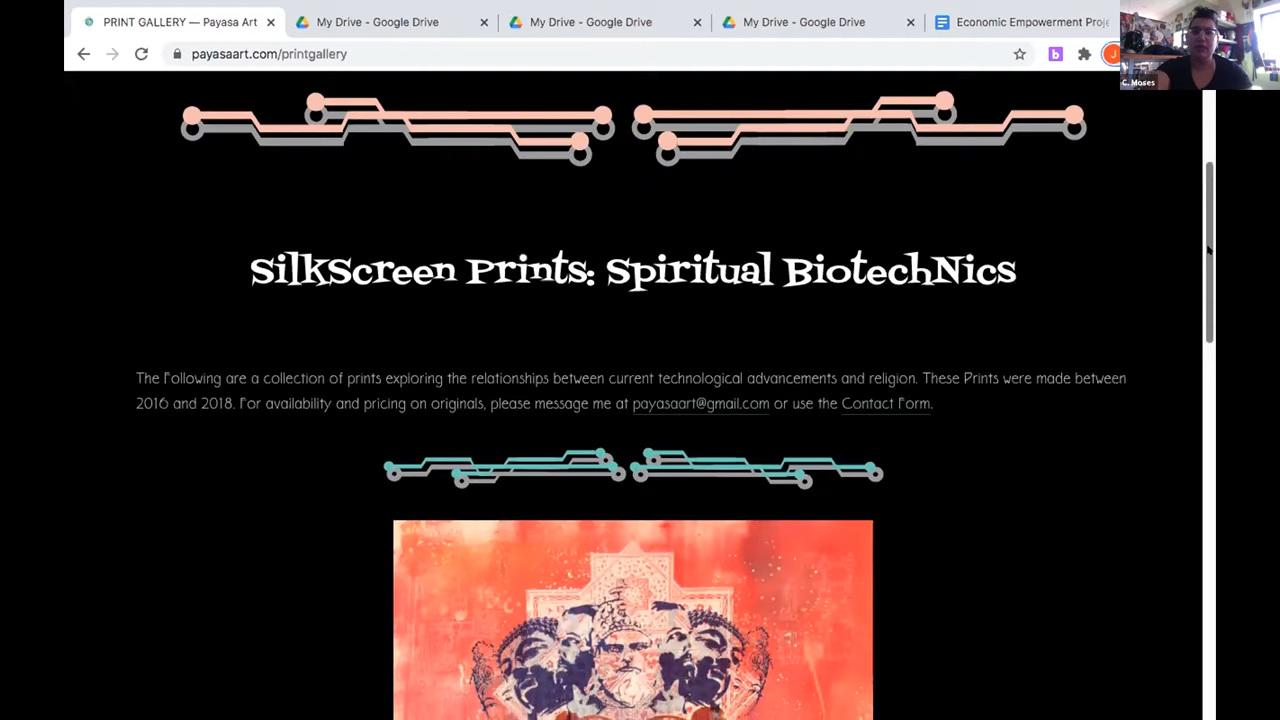 PRINT GALLERY — Payasa Art
My Drive - Google Drive
My Drive - Google Drive
My Drive - Google Drive
Economic Empowerment Proje
payasaart.com/printgallery
b
J
C. Moses
SilkScreen Prints: Spiritual BiotechNics
The Following are a collection of prints exploring the relationships between current technological advancements and religion. These Prints were made between
2016 and 2018. For availability and pricing on originals, please message me at payasaart@gmail.com or use the Contact Form.